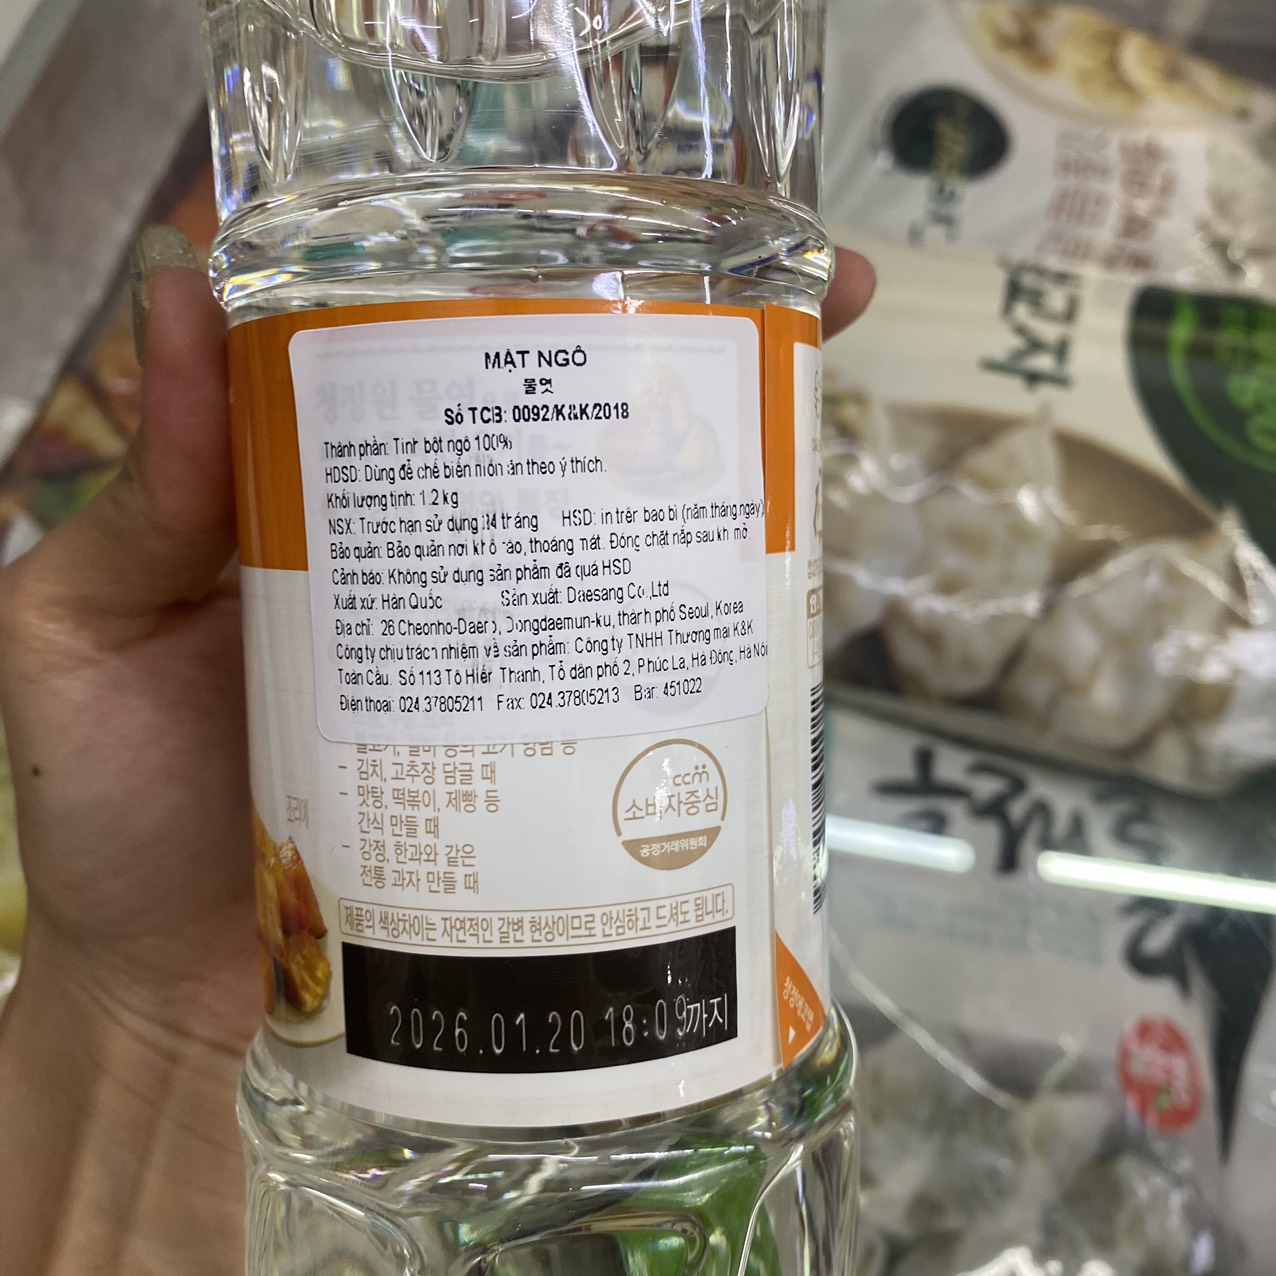 MẬT NGÔ
물엿
Số TCB: 0092/K&K/2018
Thành phần: Tinh bột ngô 100%
HDSD: Dùng để chế biến món ăn theo ý thích.
Khối lượng tịnh: 1.2 kg
NSX: Trước hạn sử dụng 24 tháng HSD: in trên bao bì (năm tháng ngày)
Bảo quản: Bảo quản nơi khô ráo, thoáng mát. Đóng chặt nắp sau khi mở
Cảnh báo: Không sử dụng sản phẩm đã quá HSD
Xuất xứ: Hàn Quốc Sản xuất: Daesang Co.,Ltd
Địa chỉ: 26 Cheonho-Daero, Dongdaemun-ku, thành phố Seoul, Korea
Công ty chịu trách nhiệm về sản phẩm: Công ty TNHH Thương mại K&K
Toàn Cầu. Số 113 Tô Hiến Thành, Tổ dân phố 2, Phúc La, Hà Đông, Hà Nội
Điện thoại: 024.37805211 Fax: 024.37805213 Bar: 451022
- 김치, 고추장 담글 때
- 맛탕, 떡볶이, 제빵 등
간식 만들 때
- 강정, 한과와 같은
전통 과자 만들 때
조리예
ccm
소비자중심
공정거래위원회
제품의 색상차이는 자연적인 갈변 현상이므로 안심하고 드셔도 됩니다.
2026.01.20 18:09까지